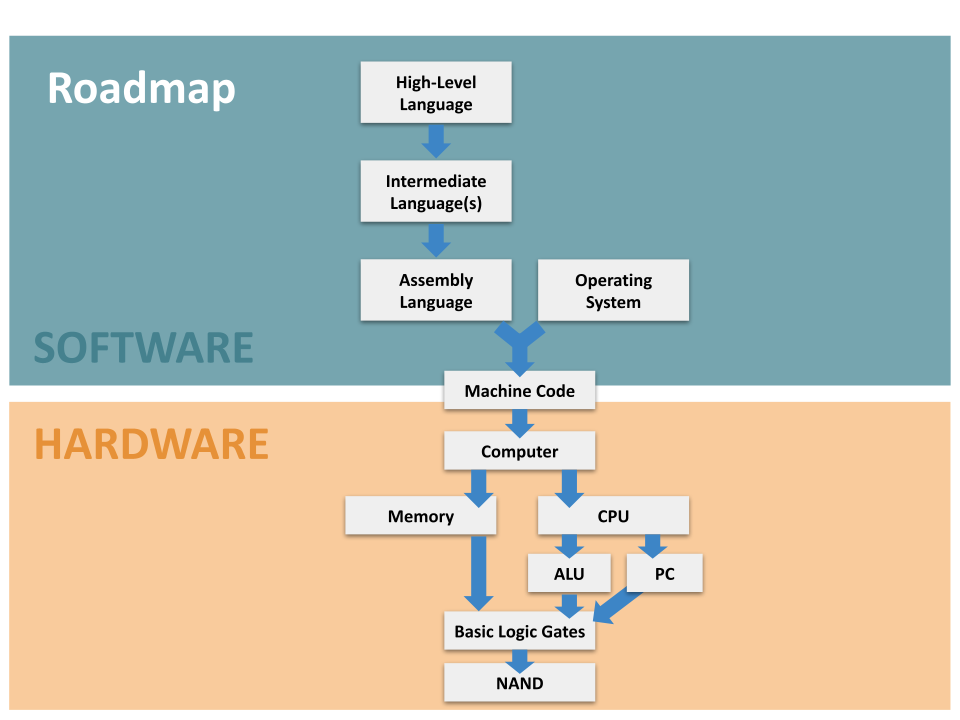 Roadmap
High-Level
Language
Intermediate
Language(s)
Assembly
Language
Operating
System
SOFTWARE
Machine Code
HARDWARE
Computer
Memory
CPU
ALU
PC
Basic Logic Gates
NAND